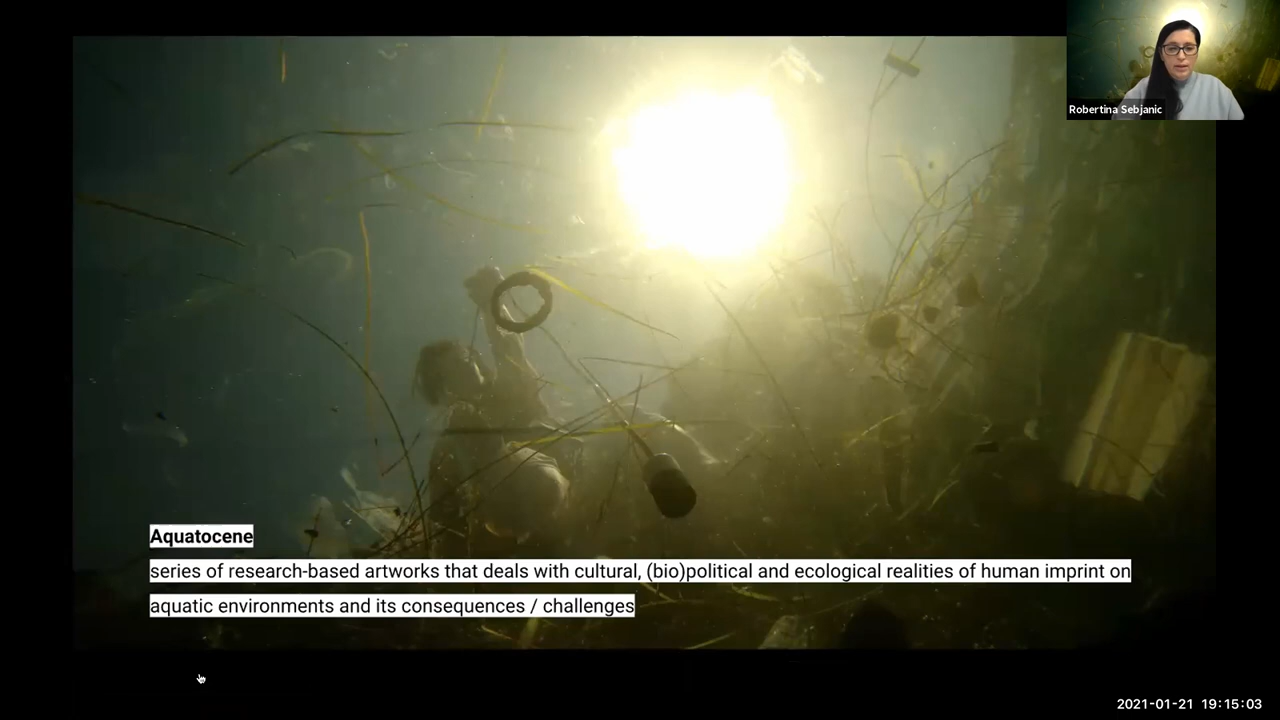 Robertina Sebjanic
Aquatocene
series of research-based artworks that deals with cultural, (bio)political and ecological realities of human imprint on
aquatic environments and its consequences / challenges
2021-01-21 19:15:03